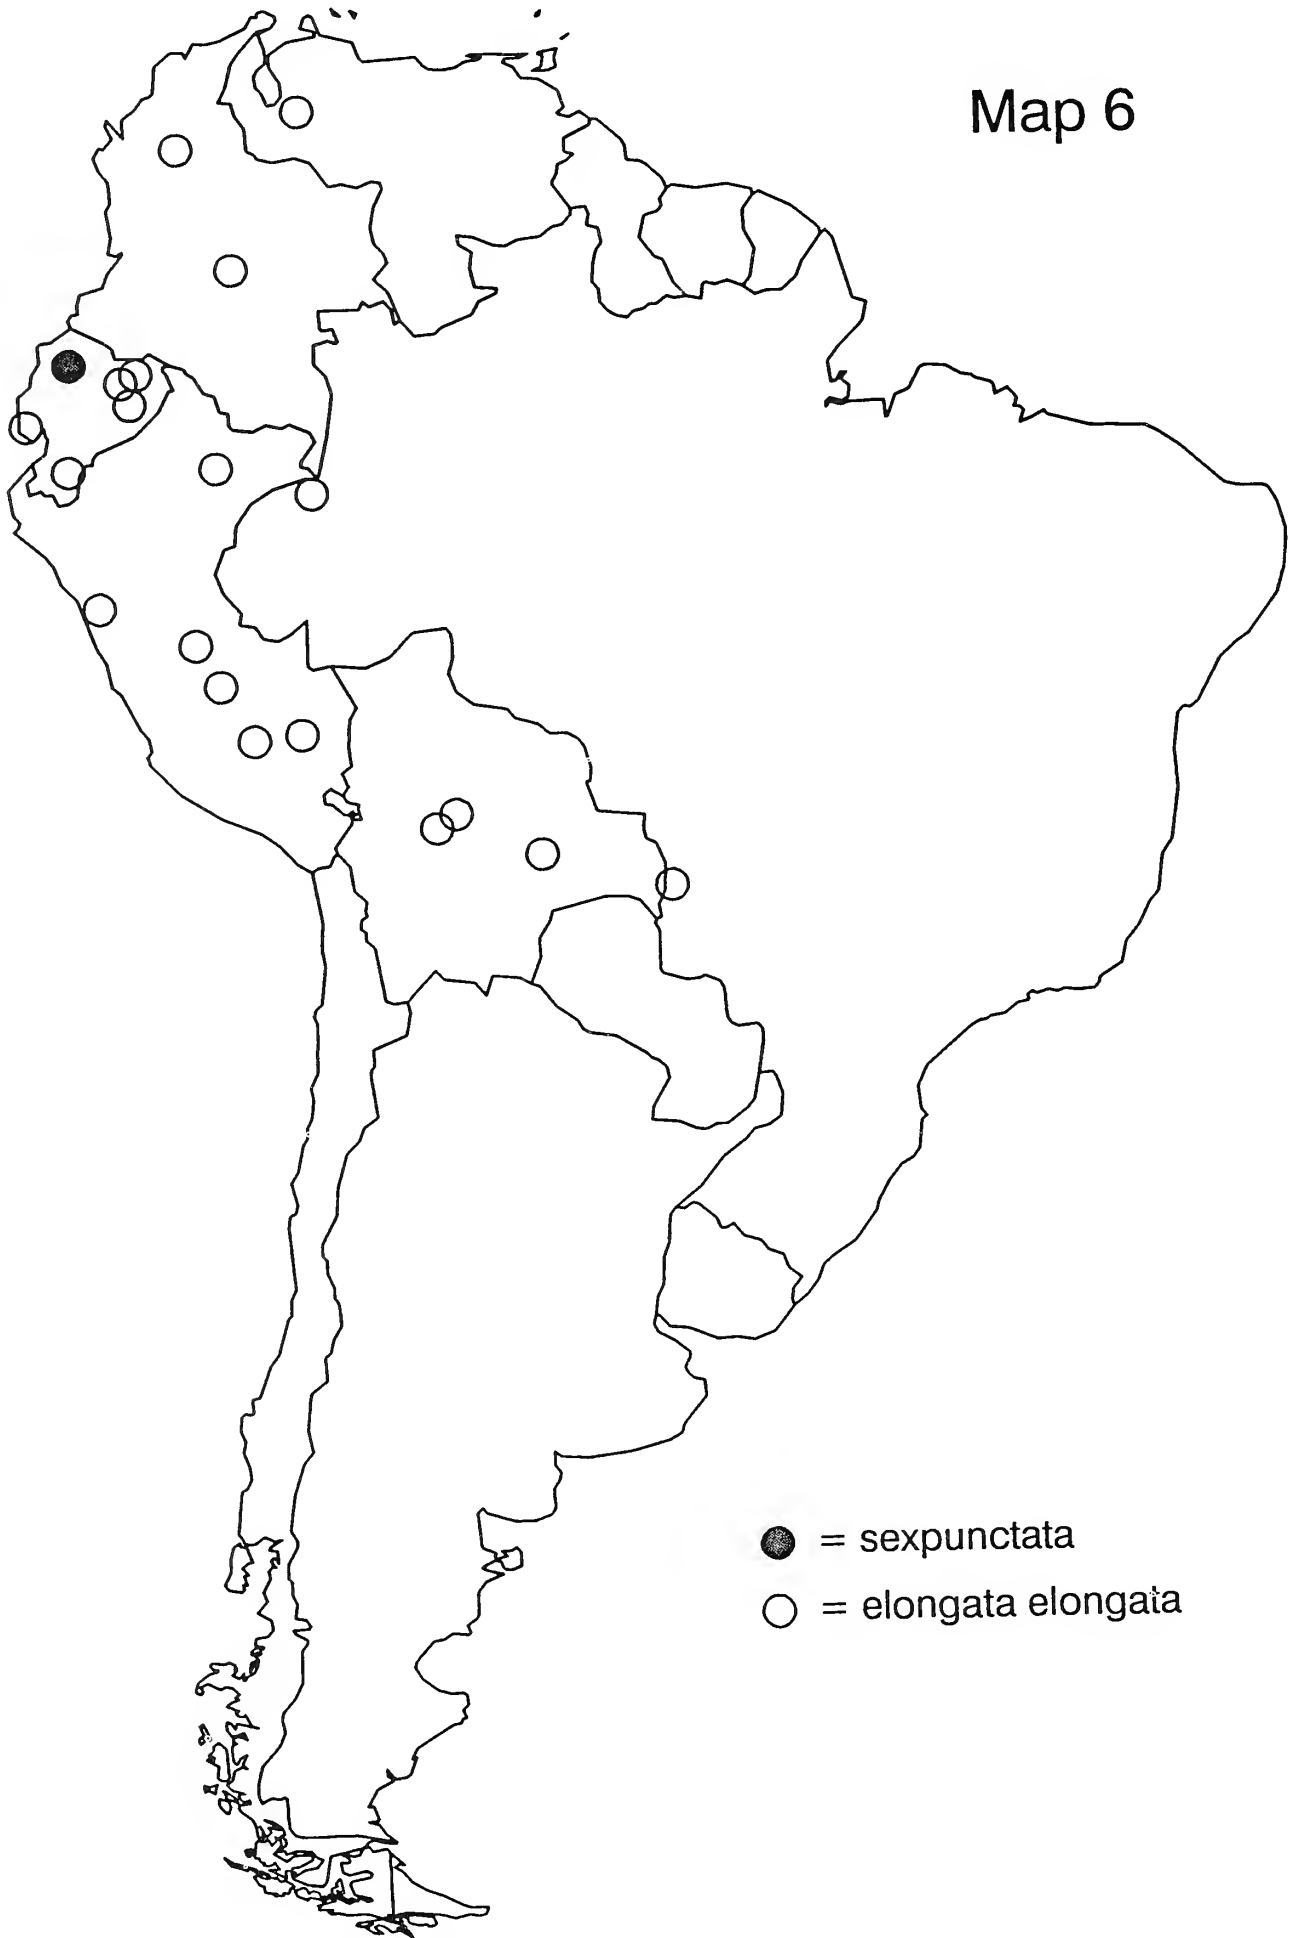 Map 6
= sexpunctata
= elongata elongata